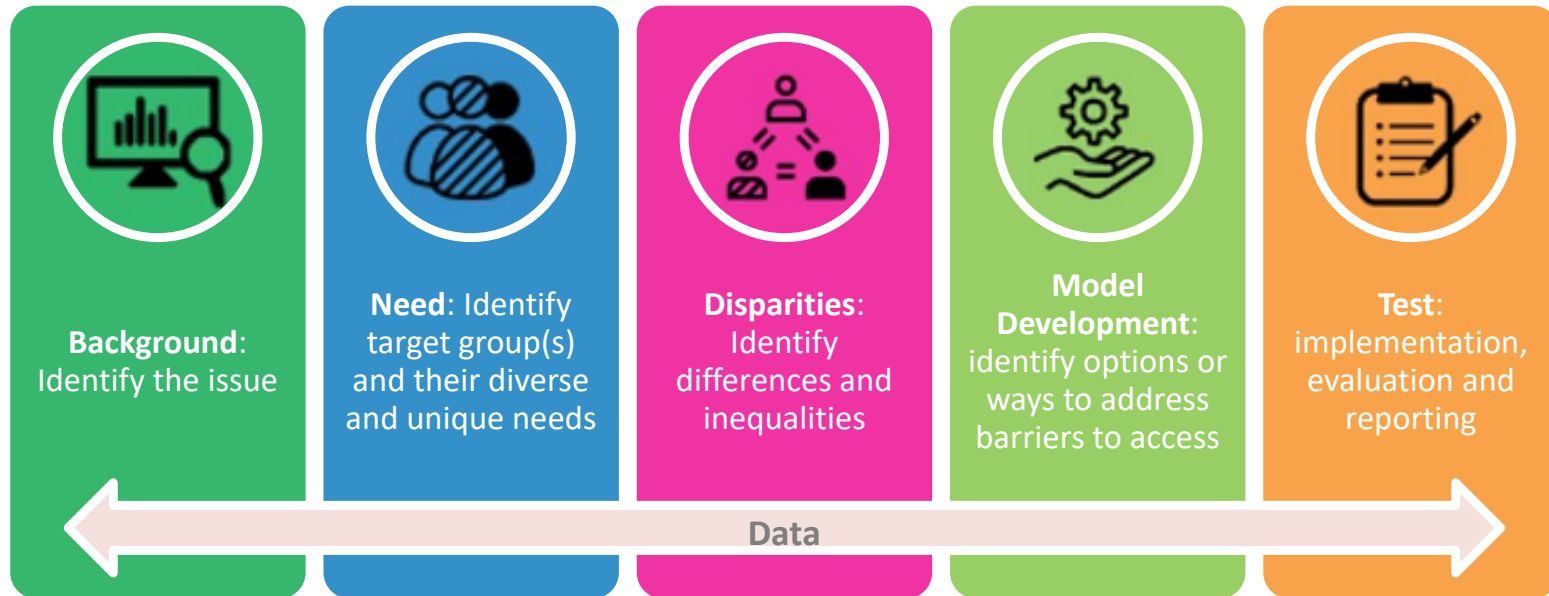 Background:
Identify the issue
Need: Identify
target group(s)
and their diverse
and unique needs
Disparities:
Identify
differences and
inequalities
Model
Development:
identify options or
ways to address
barriers to access
Test:
implementation,
evaluation and
reporting
Data